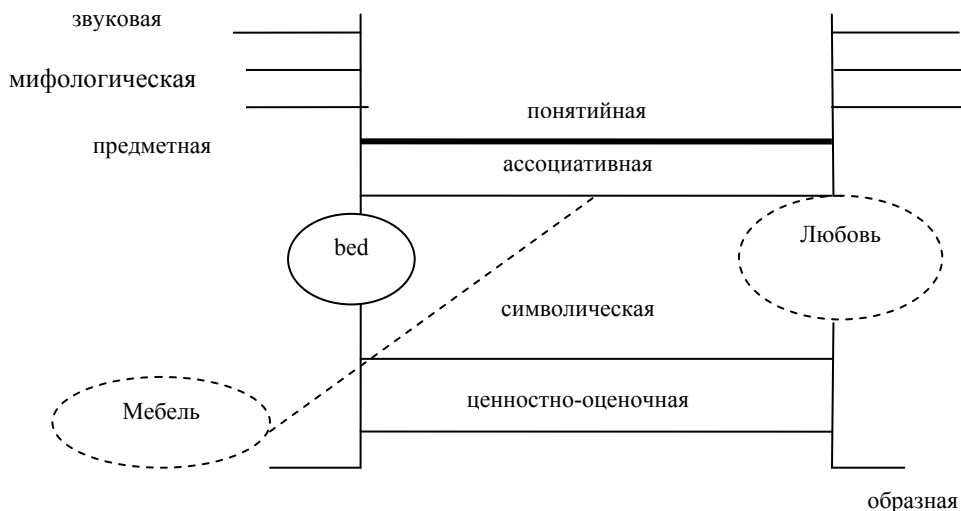 звуковая
мифологическая
понятийная
предметная
ассоциативная
bed
Любовь
символическая
Мебель
ценностно-оценочная
образная